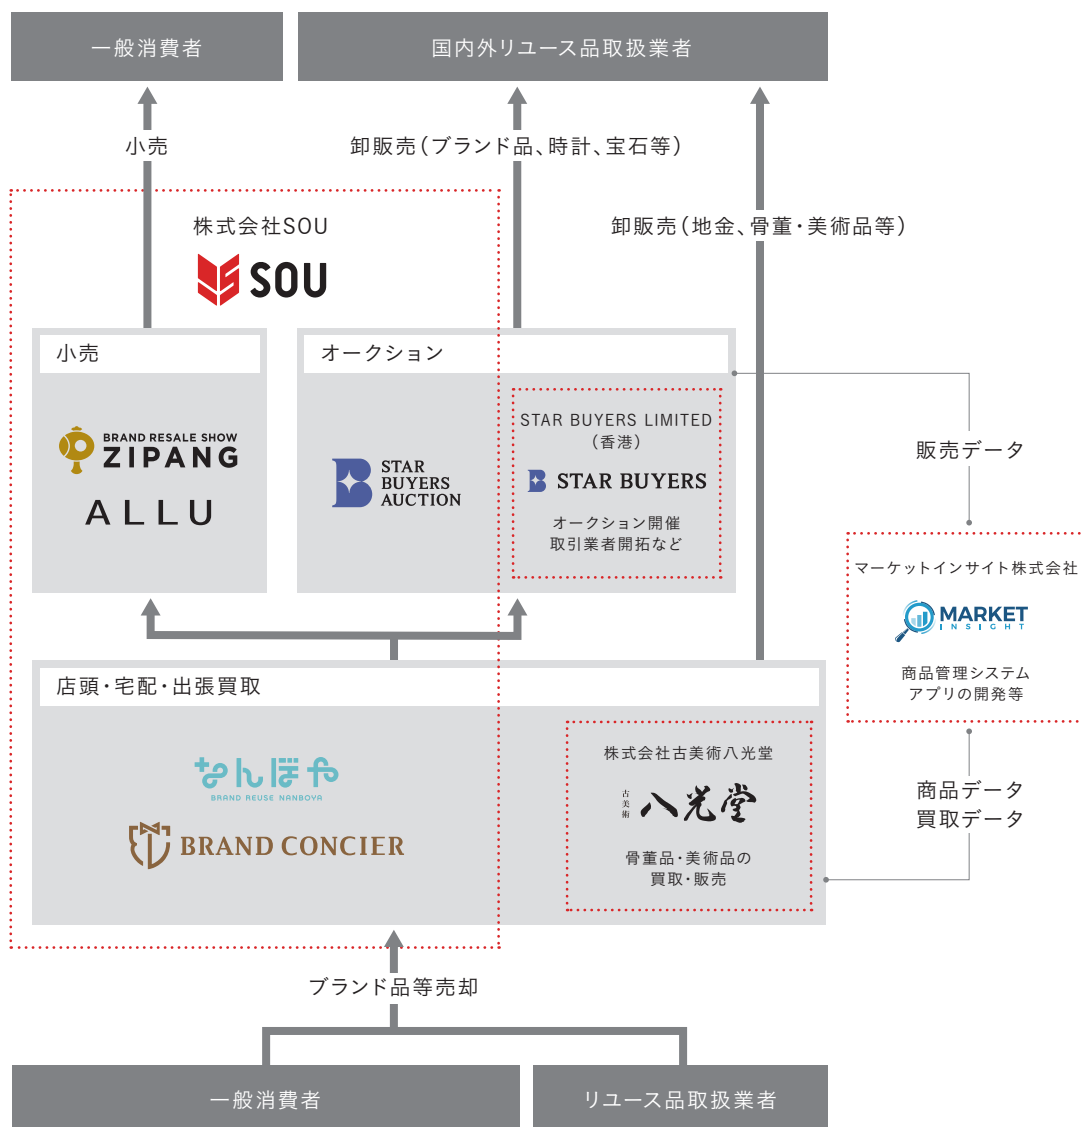 一般消費者
国内外リユース品取扱業者
小売
卸販売（ブランド品、時計、宝石等）
卸販売（地金、骨董・美術品等）
株式会社SOU
SOU
小売
オークション
BRAND RESALE SHOW
ZIPANG
ALLU
STAR
BUYERS
AUCTION
STAR BUYERS LIMITED
（香港）
STAR BUYERS
オークション開催
取引業者開拓など
販売データ
マーケットインサイト株式会社
MARKET
INSIGHT
商品管理システム
アプリの開発等
店頭・宅配・出張買取
なんぼや
BRAND REUSE NANBOYA
BRAND CONCIER
株式会社古美術八光堂
古美術
八光堂
骨董品・美術品の
買取・販売
商品データ
買取データ
ブランド品等売却
一般消費者
リユース品取扱業者